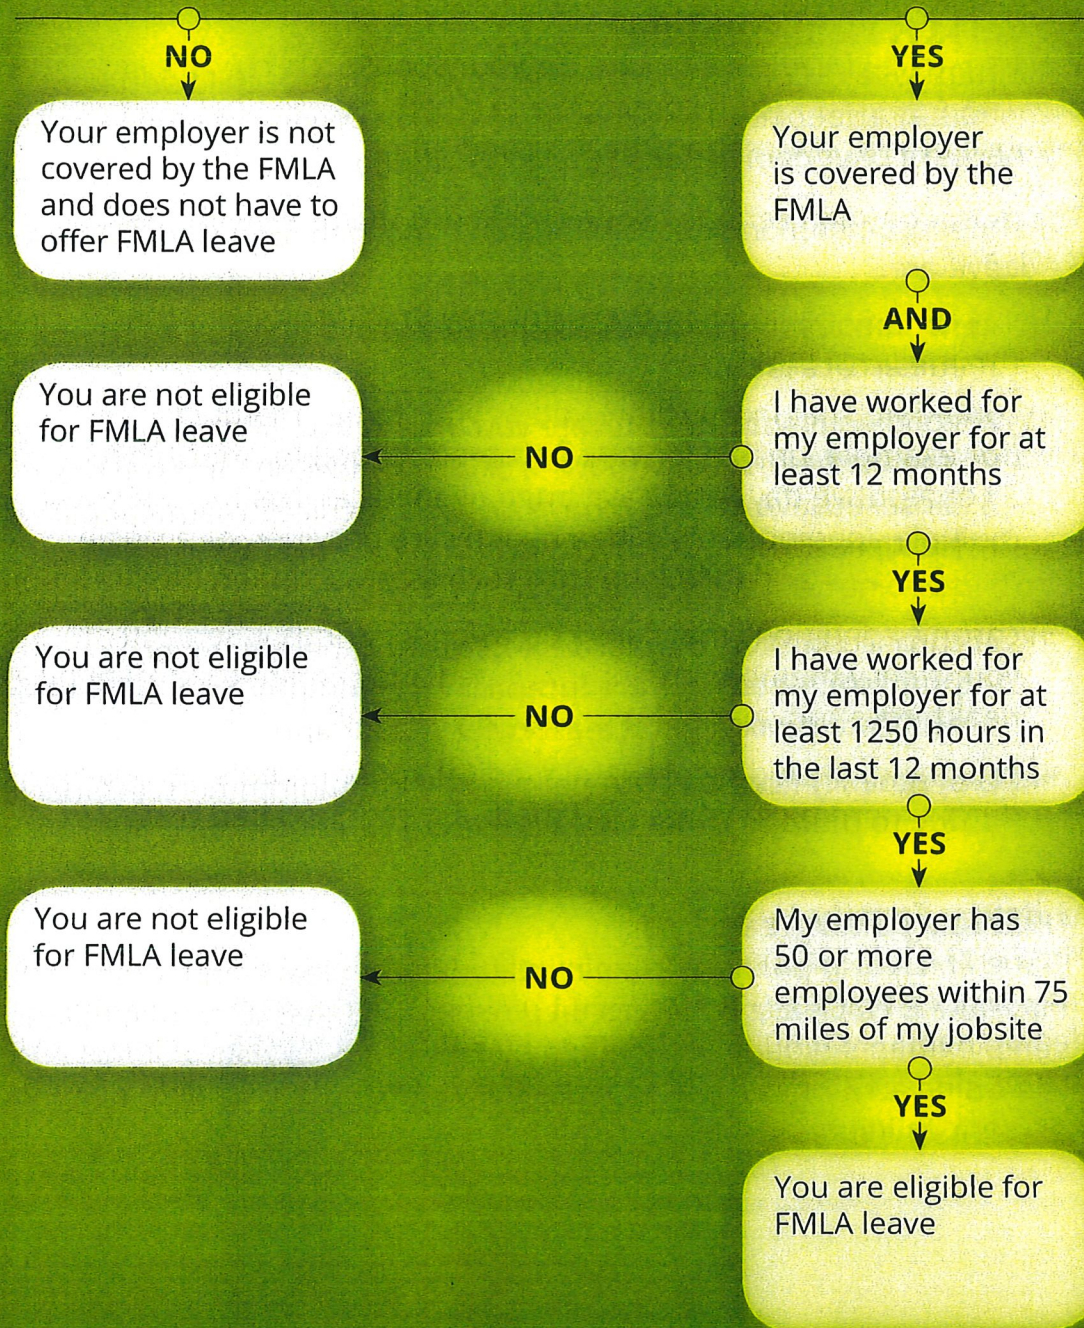 NO
YES
Your employer is not
covered by the FMLA
and does not have to
offer FMLA leave
Your employer
is covered by the
FMLA
AND
You are not eligible
for FMLA leave
NO
I have worked for
my employer for at
least 12 months
YES
You are not eligible
for FMLA leave
NO
I have worked for
my employer for at
least 1250 hours in
the last 12 months
YES
You are not eligible
for FMLA leave
NO
My employer has
50 or more
employees within 75
miles of my jobsite
YES
You are eligible for
FMLA leave